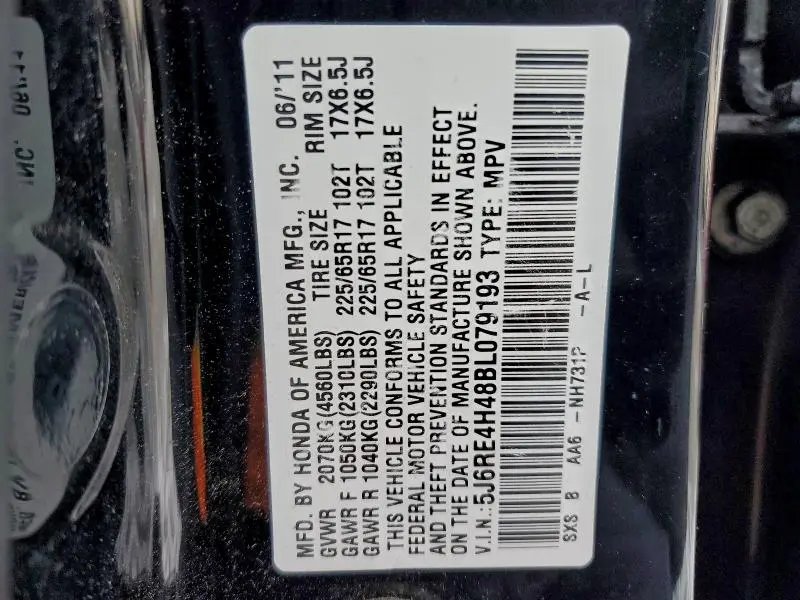 MFD. BY HONDA OF AMERICA MFG., INC. 06/'11
GVWR 2070KG(4560LBS) TIRE SIZE RIM SIZE
GAWR F 1050KG(2310LBS) 225/65R17 102T 17X6.5J
GAWR R 1040KG(2290LBS) 225/65R17 102T 17X6.5J
THIS VEHICLE CONFORMS TO ALL APPLICABLE
FEDERAL MOTOR VEHICLE SAFETY
AND THEFT PREVENTION STANDARDS IN EFFECT
ON THE DATE OF MANUFACTURE SHOWN ABOVE.
V.I.N.:5J6RE4H48BL079193 TYPE: MPV
SXS B AA6 -NH731P -A-L